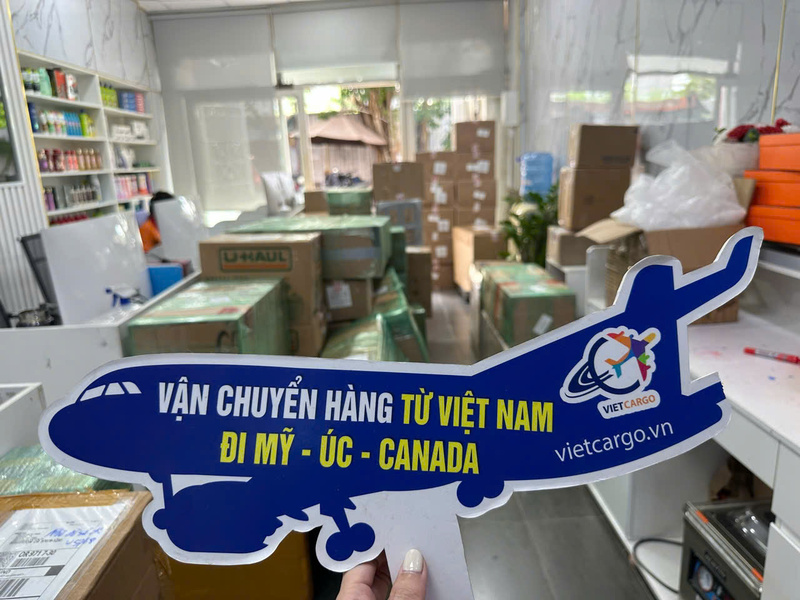 U-HAUL
VẬN CHUYỂN HÀNG TỪ VIỆT NAM
ĐI MỸ - ÚC - CANADA
VIETCARGO
vietcargo.vn